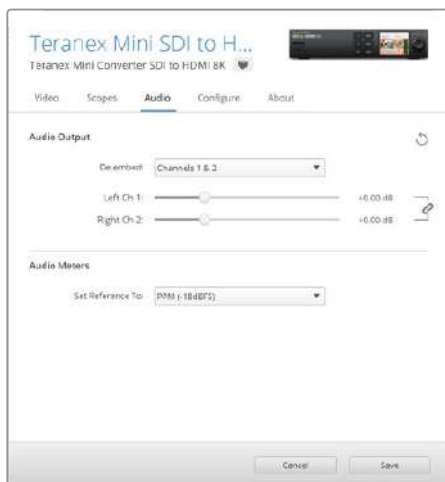 Teranex Mini SDI to H...
Teranex Mini Converter SDI to HDMI 8K
Video Scopes Audio Configure About
Audio Output
De-embed: Channels 1 & 2
Left Ch 1: +0.00 dB
Right Ch 2: +0.00 dB
Audio Meters
Set Reference To: PPM (-18dBFS)
Cancel Save